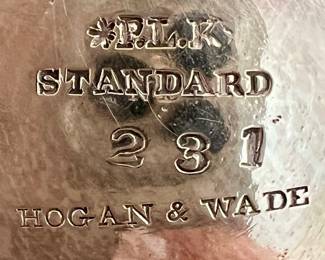 *P.L.K
STANDARD
2 3 1
HOGAN & WADE